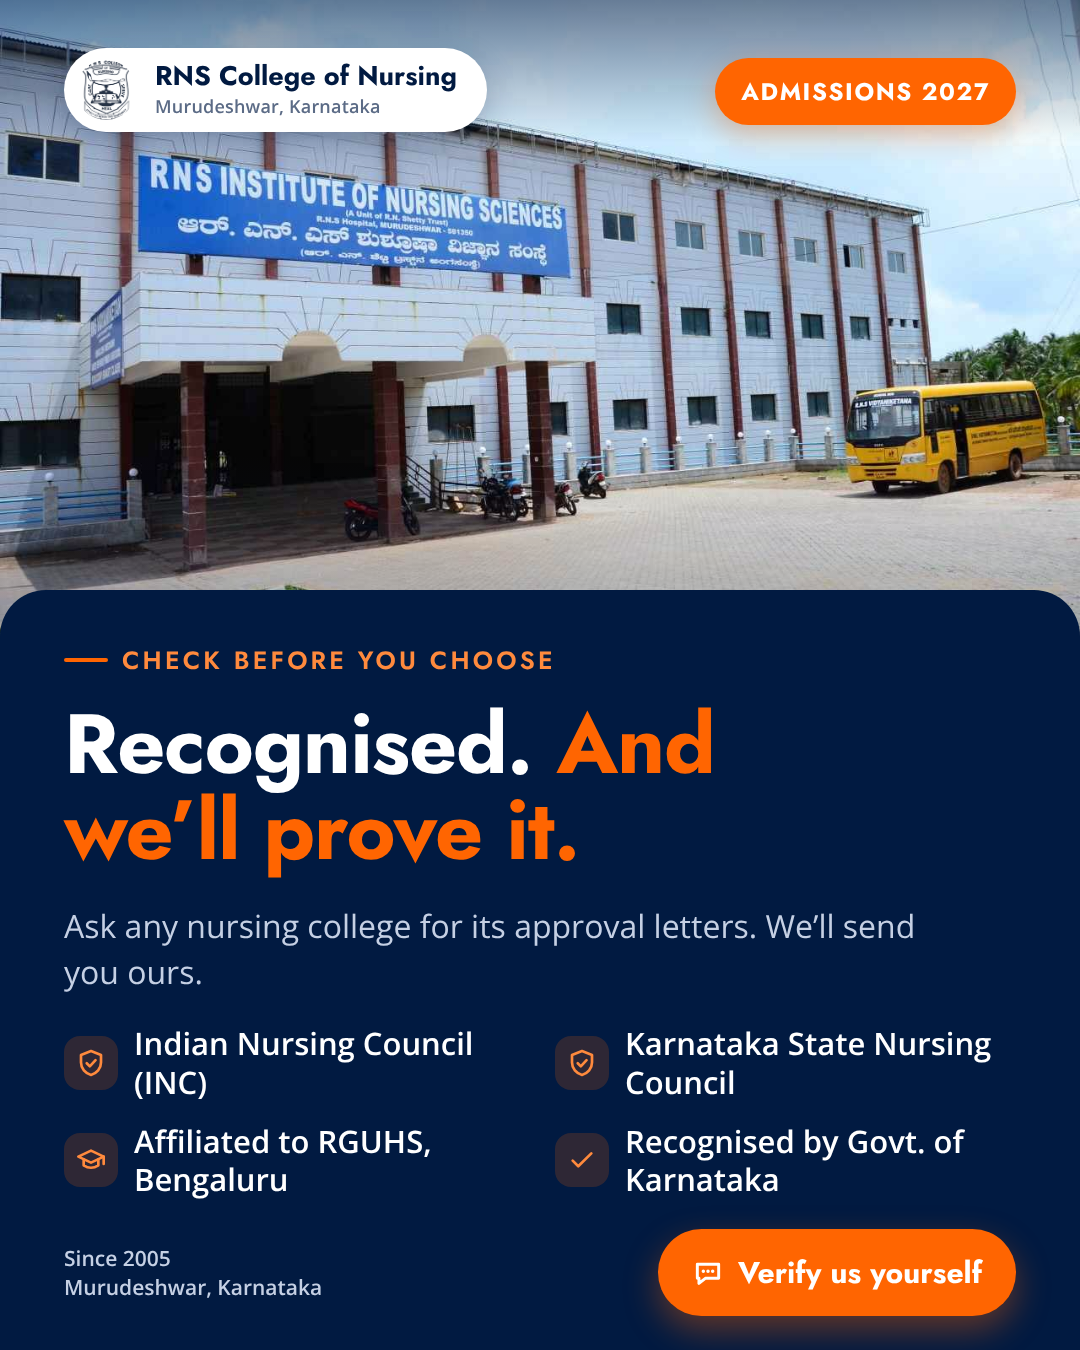 RNS College of Nursing
Murudeshwar, Karnataka
ADMISSIONS 2027
RNS INSTITUTE OF NURSING SCIENCES
(A Unit of R.N. Shetty Trust)
R.N.S Hospital, MURUDESHWAR - 581350
ಆರ್. ಎನ್. ಎಸ್ ಶುಶ್ರೂಷಾ ವಿಜ್ಞಾನ ಸಂಸ್ಥೆ
R.N.S VIDYANIKETANA
CHECK BEFORE YOU CHOOSE
Recognised. And
we’ll prove it.
Ask any nursing college for its approval letters. We’ll send
you ours.
Indian Nursing Council
(INC)
Karnataka State Nursing
Council
Affiliated to RGUHS,
Bengaluru
Recognised by Govt. of
Karnataka
Since 2005
Murudeshwar, Karnataka
Verify us yourself